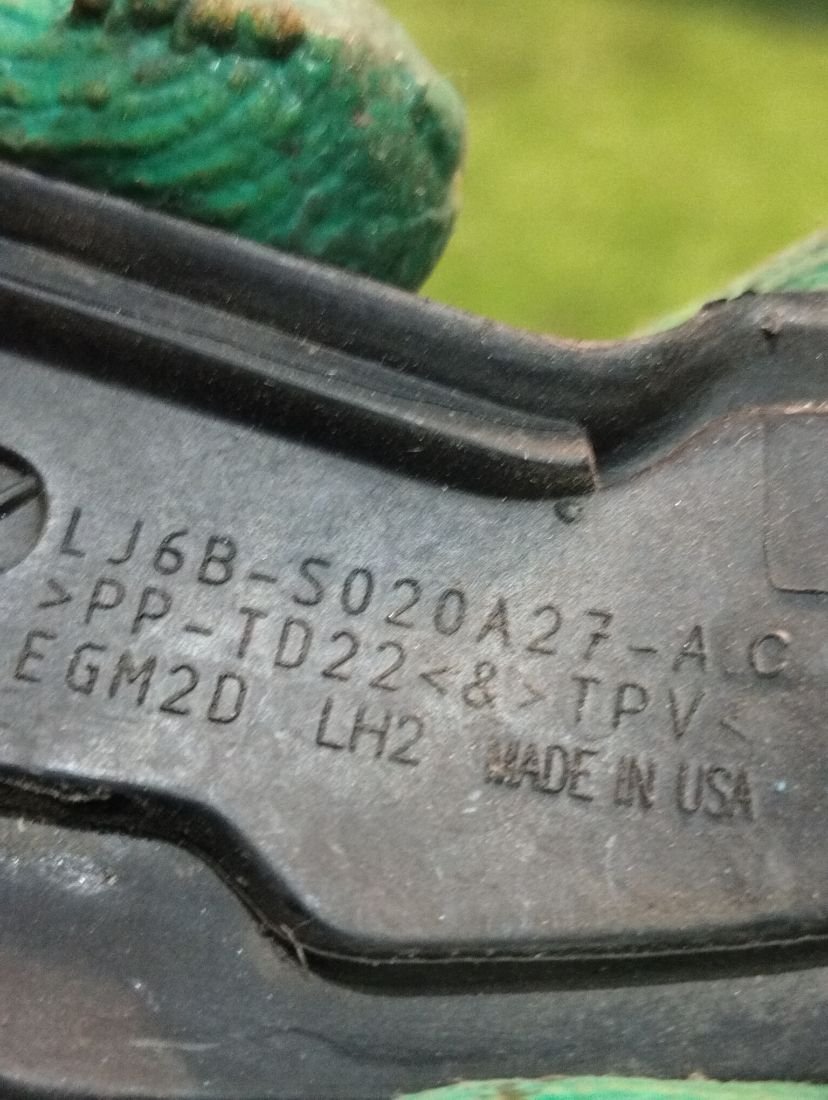 LJ6B-S020A27-AC
>PP-TD22<&>TPV<
EGM2D LH2 MADE IN USA